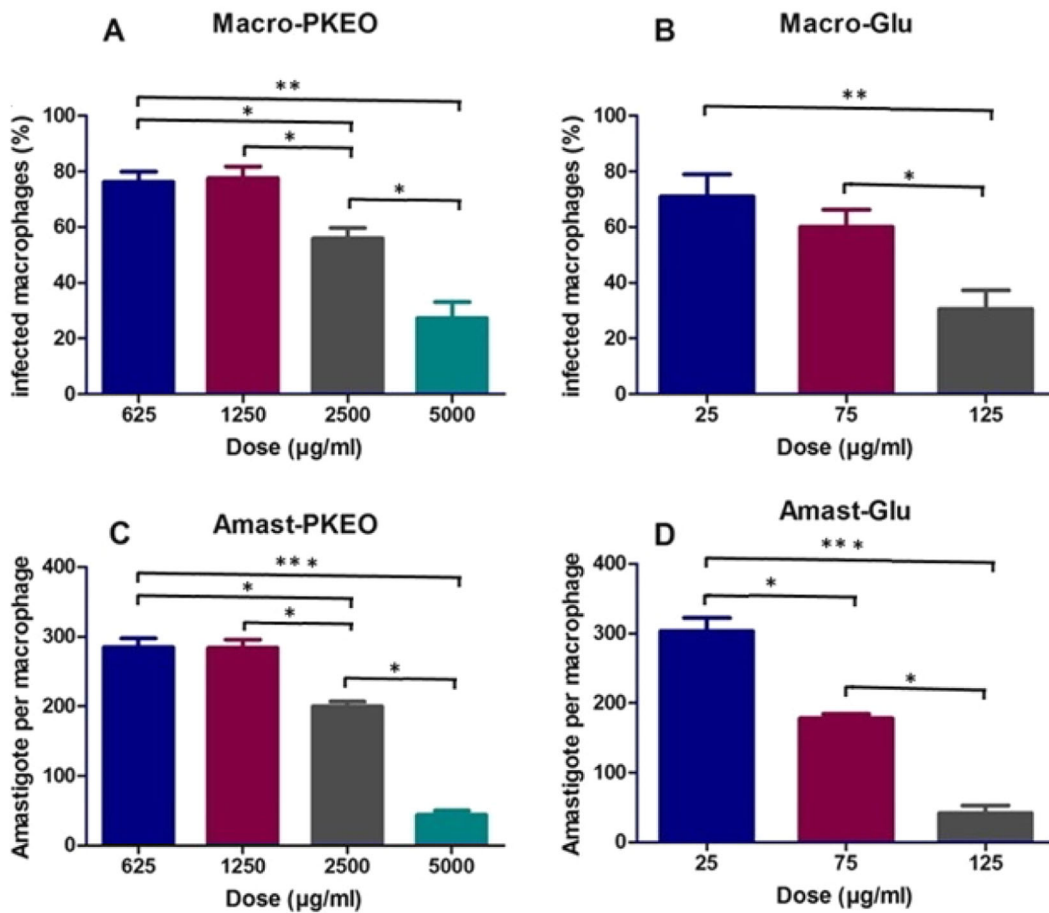 A Macro-PKEO
infected macrophages (%)
100
80
60
40
20
0
**
*
*
*
625 1250 2500 5000
Dose (µg/ml)
B Macro-Glu
infected macrophages (%)
100
80
60
40
20
0
**
*
25 75 125
Dose (µg/ml)
C Amast-PKEO
Amastigote per macrophage
400
300
200
100
0
***
*
*
*
625 1250 2500 5000
Dose (µg/ml)
D Amast-Glu
Amastigote per macrophage
400
300
200
100
0
***
*
*
25 75 125
Dose (µg/ml)